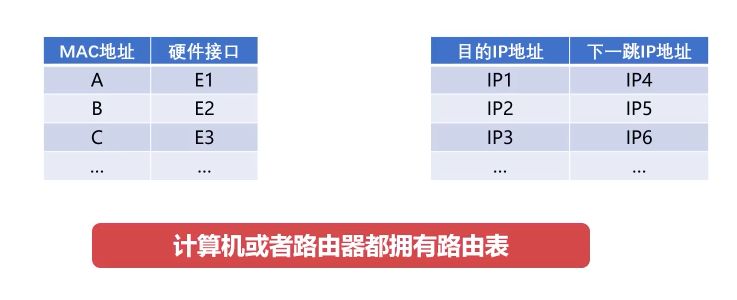 MAC地址 硬件接口
A E1
B E2
C E3
... ...
目的IP地址 下一跳IP地址
IP1 IP4
IP2 IP5
IP3 IP6
... ...
计算机或者路由器都拥有路由表